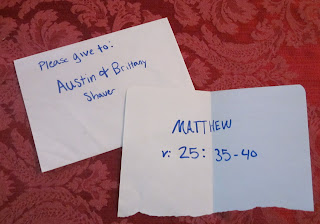 Please give to:
Austin & Brittany
Shaver
MATTHEW
v: 25: 35-40